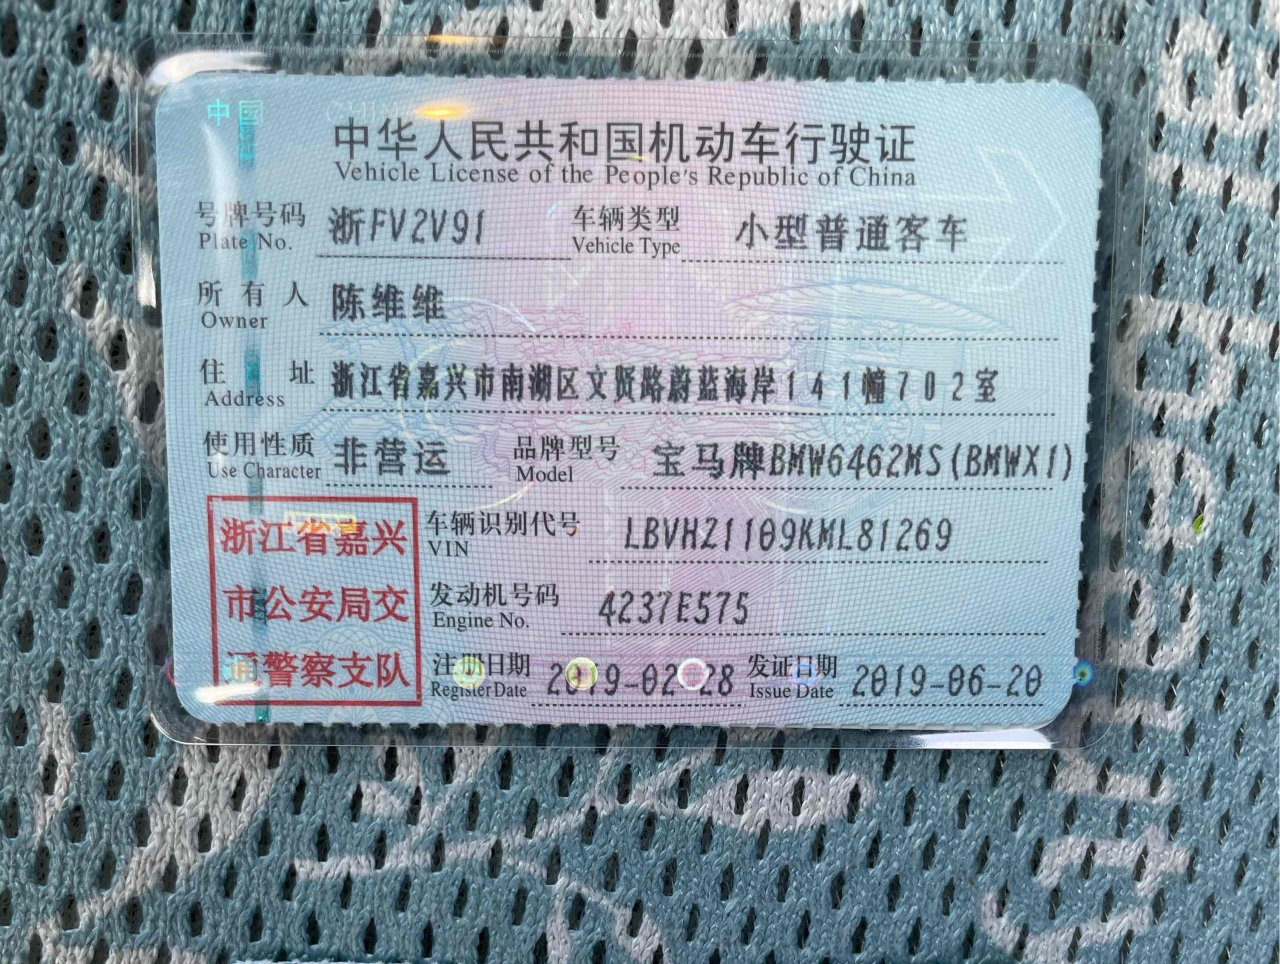 中国 CHINA
中华人民共和国机动车行驶证
Vehicle License of the People's Republic of China
号牌号码 浙FV2V91 车辆类型 小型普通客车
Plate No. Vehicle Type
所有人 陈维维
Owner
住址 浙江省嘉兴市南湖区文贤路蔚蓝海岸141幢702室
Address
使用性质 非营运 品牌型号 宝马牌BMW6462MS(BMWX1)
Use Character Model
浙江省嘉兴
市公安局交
通警察支队
车辆识别代号 LBVHZ1109KML81269
VIN
发动机号码 4237E575
Engine No.
注册日期 2019-02-28 发证日期 2019-06-20
Register Date Issue Date